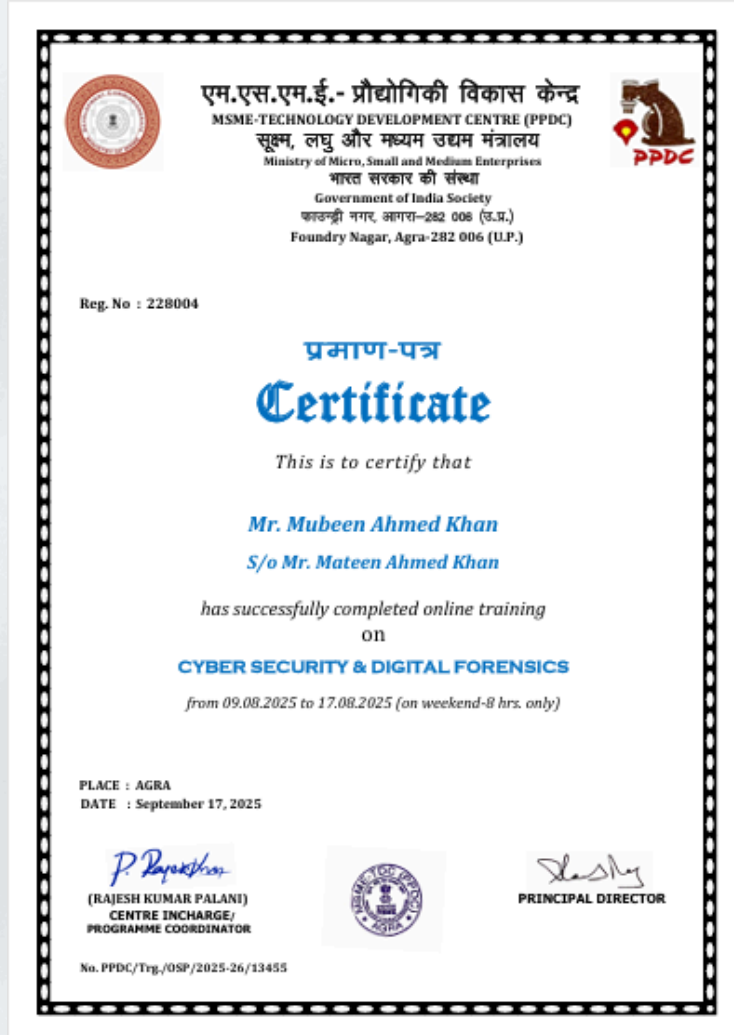 एम.एस.एम.ई.- प्रौद्योगिकी विकास केन्द्र
MSME-TECHNOLOGY DEVELOPMENT CENTRE (PPDC)
सूक्ष्म, लघु और मध्यम उद्यम मंत्रालय
Ministry of Micro, Small and Medium Enterprises
भारत सरकार की संस्था
Government of India Society
फाउन्ड्री नगर, आगरा–282 006 (उ.प्र.)
Foundry Nagar, Agra-282 006 (U.P.)
PPDC
Reg. No : 228004
प्रमाण-पत्र
Certificate
This is to certify that
Mr. Mubeen Ahmed Khan
S/o Mr. Mateen Ahmed Khan
has successfully completed online training
on
CYBER SECURITY & DIGITAL FORENSICS
from 09.08.2025 to 17.08.2025 (on weekend-8 hrs. only)
PLACE : AGRA
DATE : September 17, 2025
(RAJESH KUMAR PALANI)
CENTRE INCHARGE/
PROGRAMME COORDINATOR
MSME-TDC (PPDC)
AGRA
PRINCIPAL DIRECTOR
No. PPDC/Trg./OSP/2025-26/13455